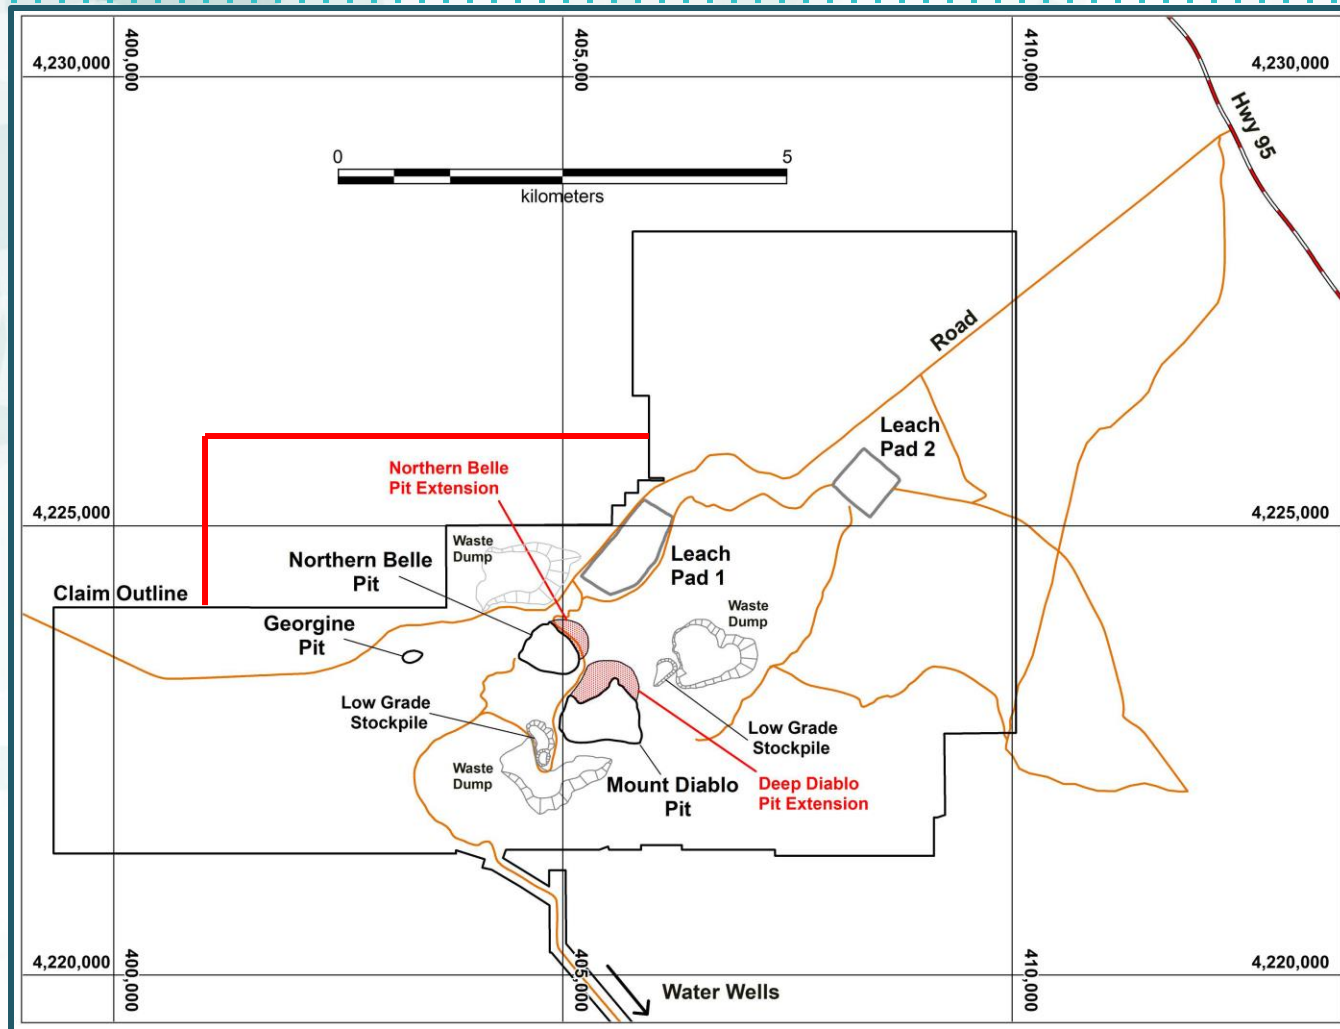 400,000
405,000
410,000
4,230,000
4,230,000
Hwy 95
0
5
kilometers
Road
Leach
Pad 2
Northern Belle
Pit Extension
4,225,000
4,225,000
Waste
Dump
Northern Belle
Pit
Leach
Pad 1
Claim Outline
Waste
Dump
Georgine
Pit
Low Grade
Stockpile
Low Grade
Stockpile
Waste
Dump
Mount Diablo
Pit
Deep Diablo
Pit Extension
4,220,000
4,220,000
400,000
405,000
410,000
Water Wells